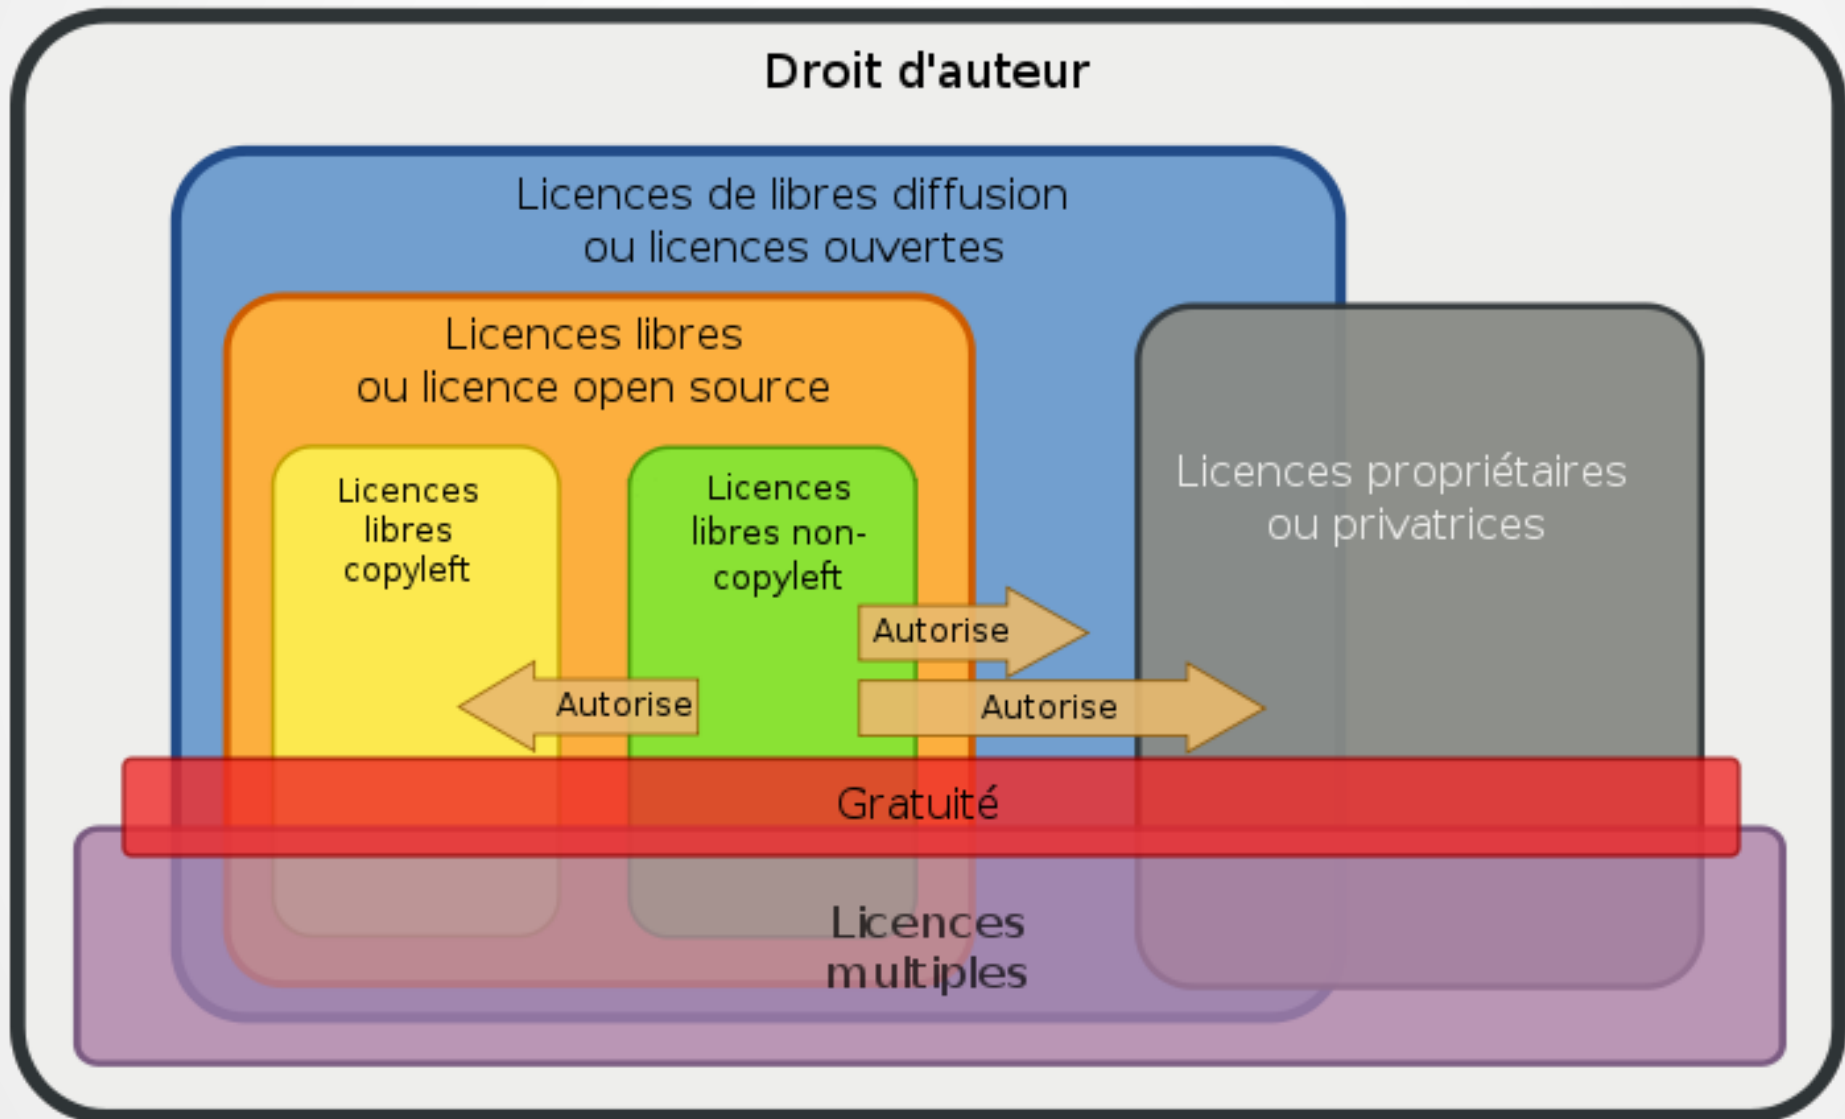 Droit d'auteur
Licences de libres diffusion
ou licences ouvertes
Licences libres
ou licence open source
Licences
libres
copyleft
Licences
libres non-
copyleft
Licences propriétaires
ou privatrices
Autorise
Autorise
Autorise
Gratuité
Licences
multiples